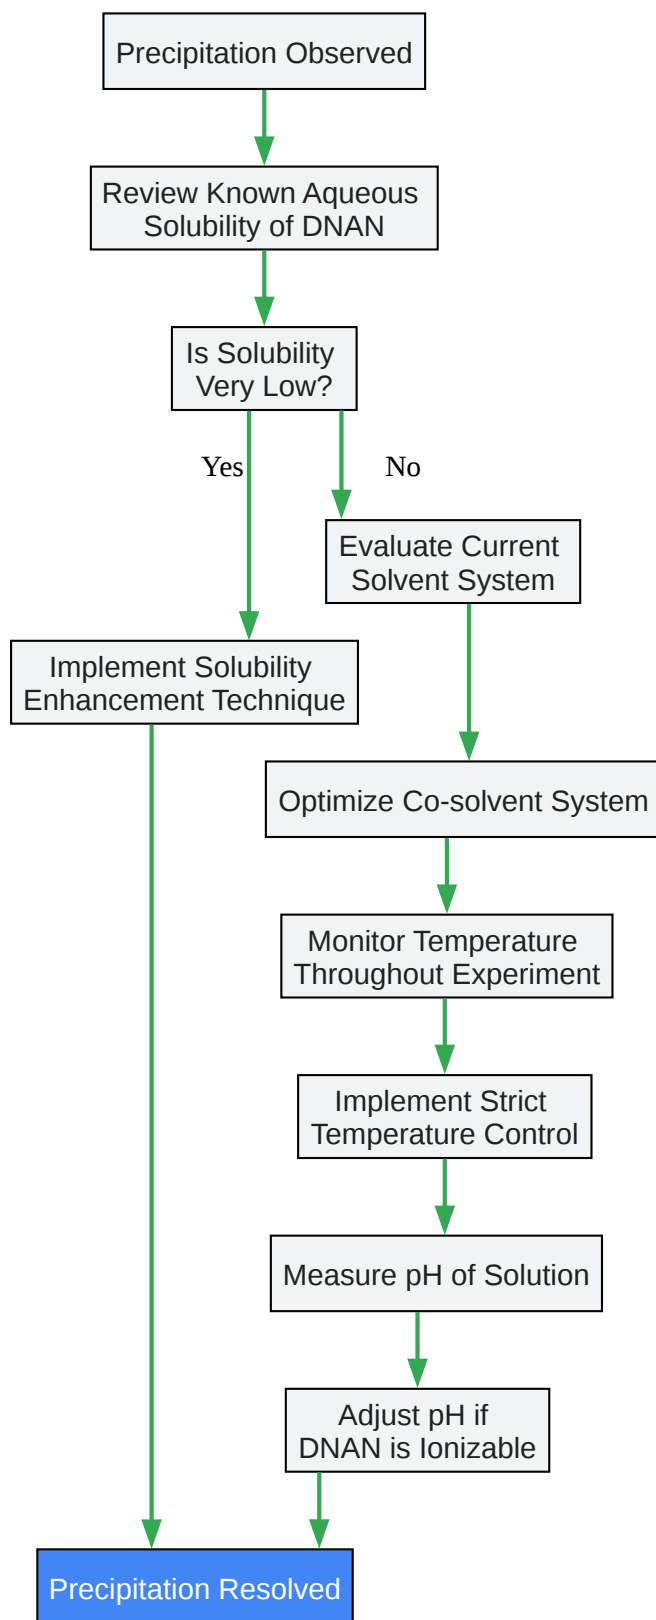 Precipitation Observed
Review Known Aqueous
Solubility of DNAN
Is Solubility
Very Low?
Yes
No
Evaluate Current
Solvent System
Implement Solubility
Enhancement Technique
Optimize Co-solvent System
Monitor Temperature
Throughout Experiment
Implement Strict
Temperature Control
Measure pH of Solution
Adjust pH if
DNAN is Ionizable
Precipitation Resolved